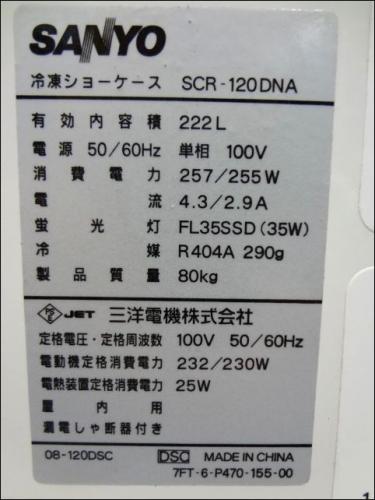 SANYO
冷凍ショーケース SCR-120DNA
有効内容積 222L
電源 50/60Hz 単相 100V
消費電力 257/255W
電流 4.3/2.9A
蛍光灯 FL35SSD(35W)
冷媒 R404A 290g
製品質量 80kg
PSE JET 三洋電機株式会社
定格電圧・定格周波数 100V 50/60Hz
電動機定格消費電力 232/230W
電熱装置定格消費電力 25W
屋内用
漏電しゃ断器付き
08-120DSC DSC MADE IN CHINA
7FT-6-P470-155-00